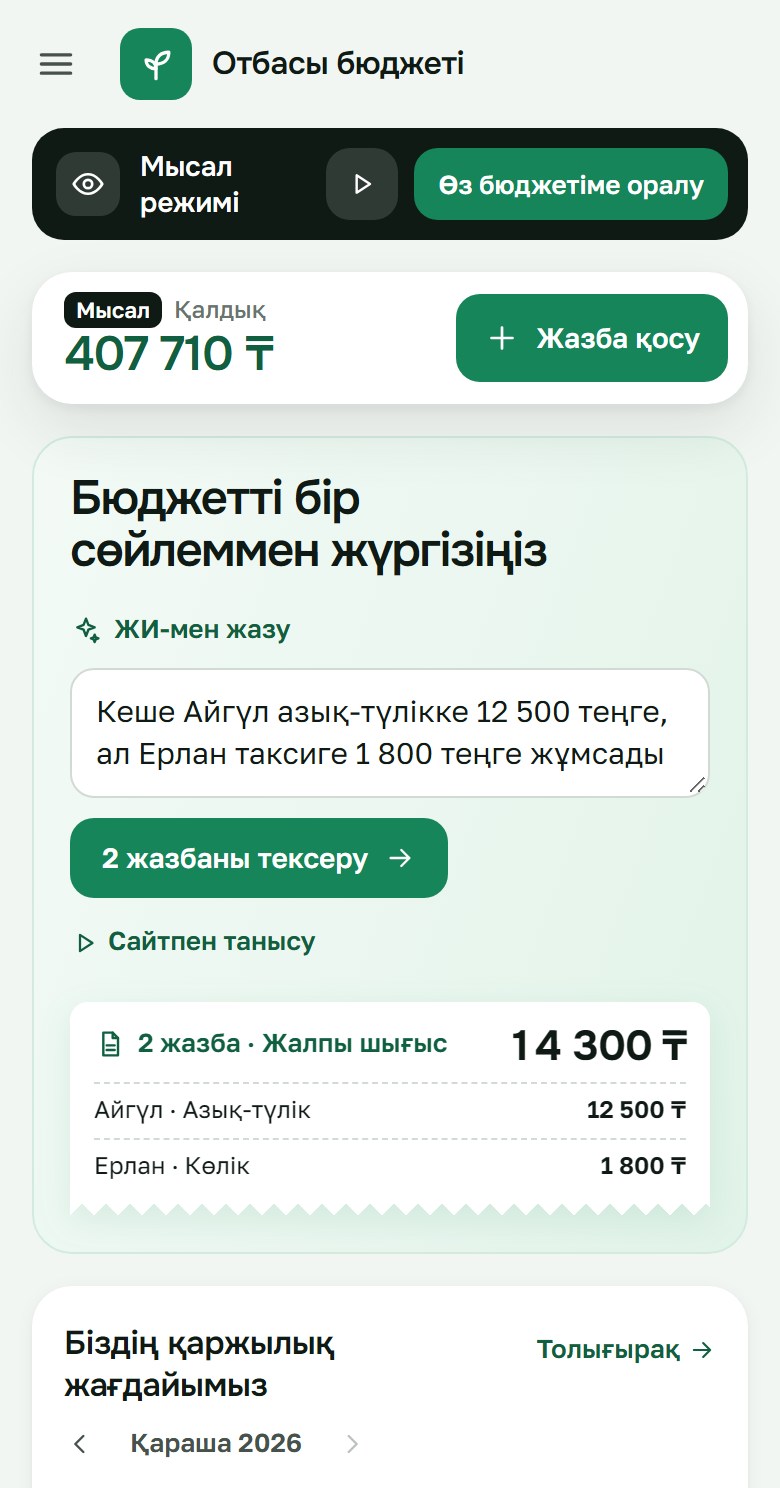 Отбасы бюджеті
Мысал
режимі
Өз бюджетіме оралу
Мысал Қалдық
407 710 ₸
Жазба қосу
Бюджетті бір
сөйлеммен жүргізіңіз
ЖИ-мен жазу
Кеше Айгүл азық-түлікке 12 500 теңге,
ал Ерлан таксиге 1 800 теңге жұмсады
2 жазбаны тексеру
Сайтпен танысу
2 жазба · Жалпы шығыс 14 300 ₸
Айгүл · Азық-түлік 12 500 ₸
Ерлан · Көлік 1 800 ₸
Біздің қаржылық
жағдайымыз
Толығырақ
Қараша 2026